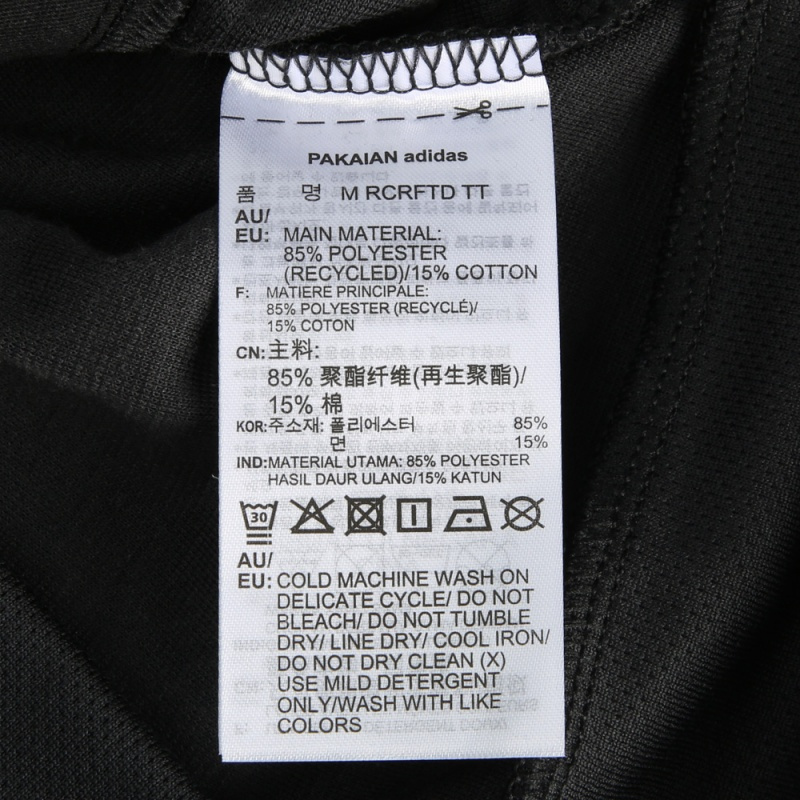 PAKAIAN adidas
품 명 M RCRFTD TT
AU/
EU: MAIN MATERIAL:
85% POLYESTER
(RECYCLED)/15% COTTON
F: MATIERE PRINCIPALE:
85% POLYESTER (RECYCLÉ)/
15% COTON
CN: 主料:
85% 聚酯纤维(再生聚酯)/
15% 棉
KOR: 주소재: 폴리에스터 85%
면 15%
IND: MATERIAL UTAMA: 85% POLYESTER
HASIL DAUR ULANG/15% KATUN
30
AU/
EU: COLD MACHINE WASH ON
DELICATE CYCLE/ DO NOT
BLEACH/ DO NOT TUMBLE
DRY/ LINE DRY/ COOL IRON/
DO NOT DRY CLEAN (X)
USE MILD DETERGENT
ONLY/WASH WITH LIKE
COLORS